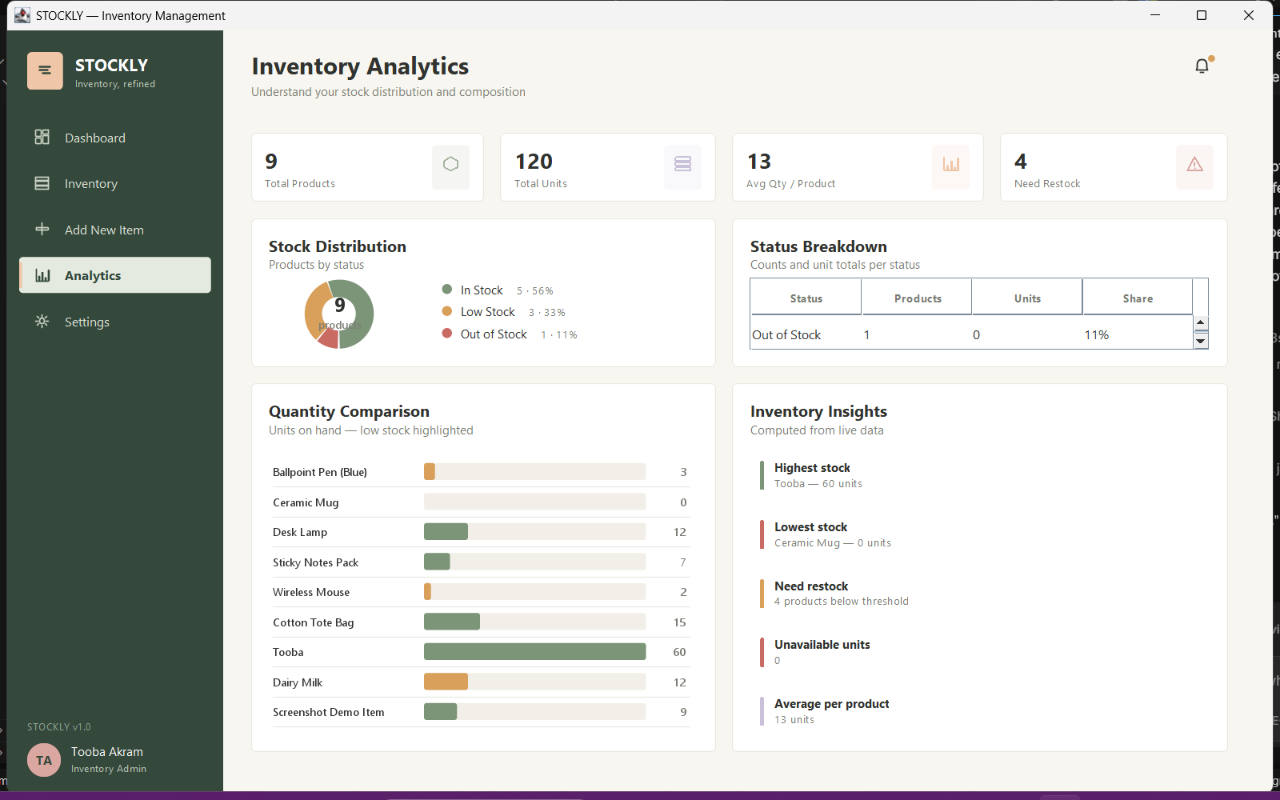 STOCKLY — Inventory Management
STOCKLY
Inventory, refined
Dashboard
Inventory
Add New Item
Analytics
Settings
STOCKLY v1.0
TA
Tooba Akram
Inventory Admin
Inventory Analytics
Understand your stock distribution and composition
9
Total Products
120
Total Units
13
Avg Qty / Product
4
Need Restock
Stock Distribution
Products by status
9
products
In Stock 5 · 56%
Low Stock 3 · 33%
Out of Stock 1 · 11%
Status Breakdown
Counts and unit totals per status
Status Products Units Share
Out of Stock 1 0 11%
Quantity Comparison
Units on hand — low stock highlighted
Ballpoint Pen (Blue) 3
Ceramic Mug 0
Desk Lamp 12
Sticky Notes Pack 7
Wireless Mouse 2
Cotton Tote Bag 15
Tooba 60
Dairy Milk 12
Screenshot Demo Item 9
Inventory Insights
Computed from live data
Highest stock
Tooba — 60 units
Lowest stock
Ceramic Mug — 0 units
Need restock
4 products below threshold
Unavailable units
0
Average per product
13 units